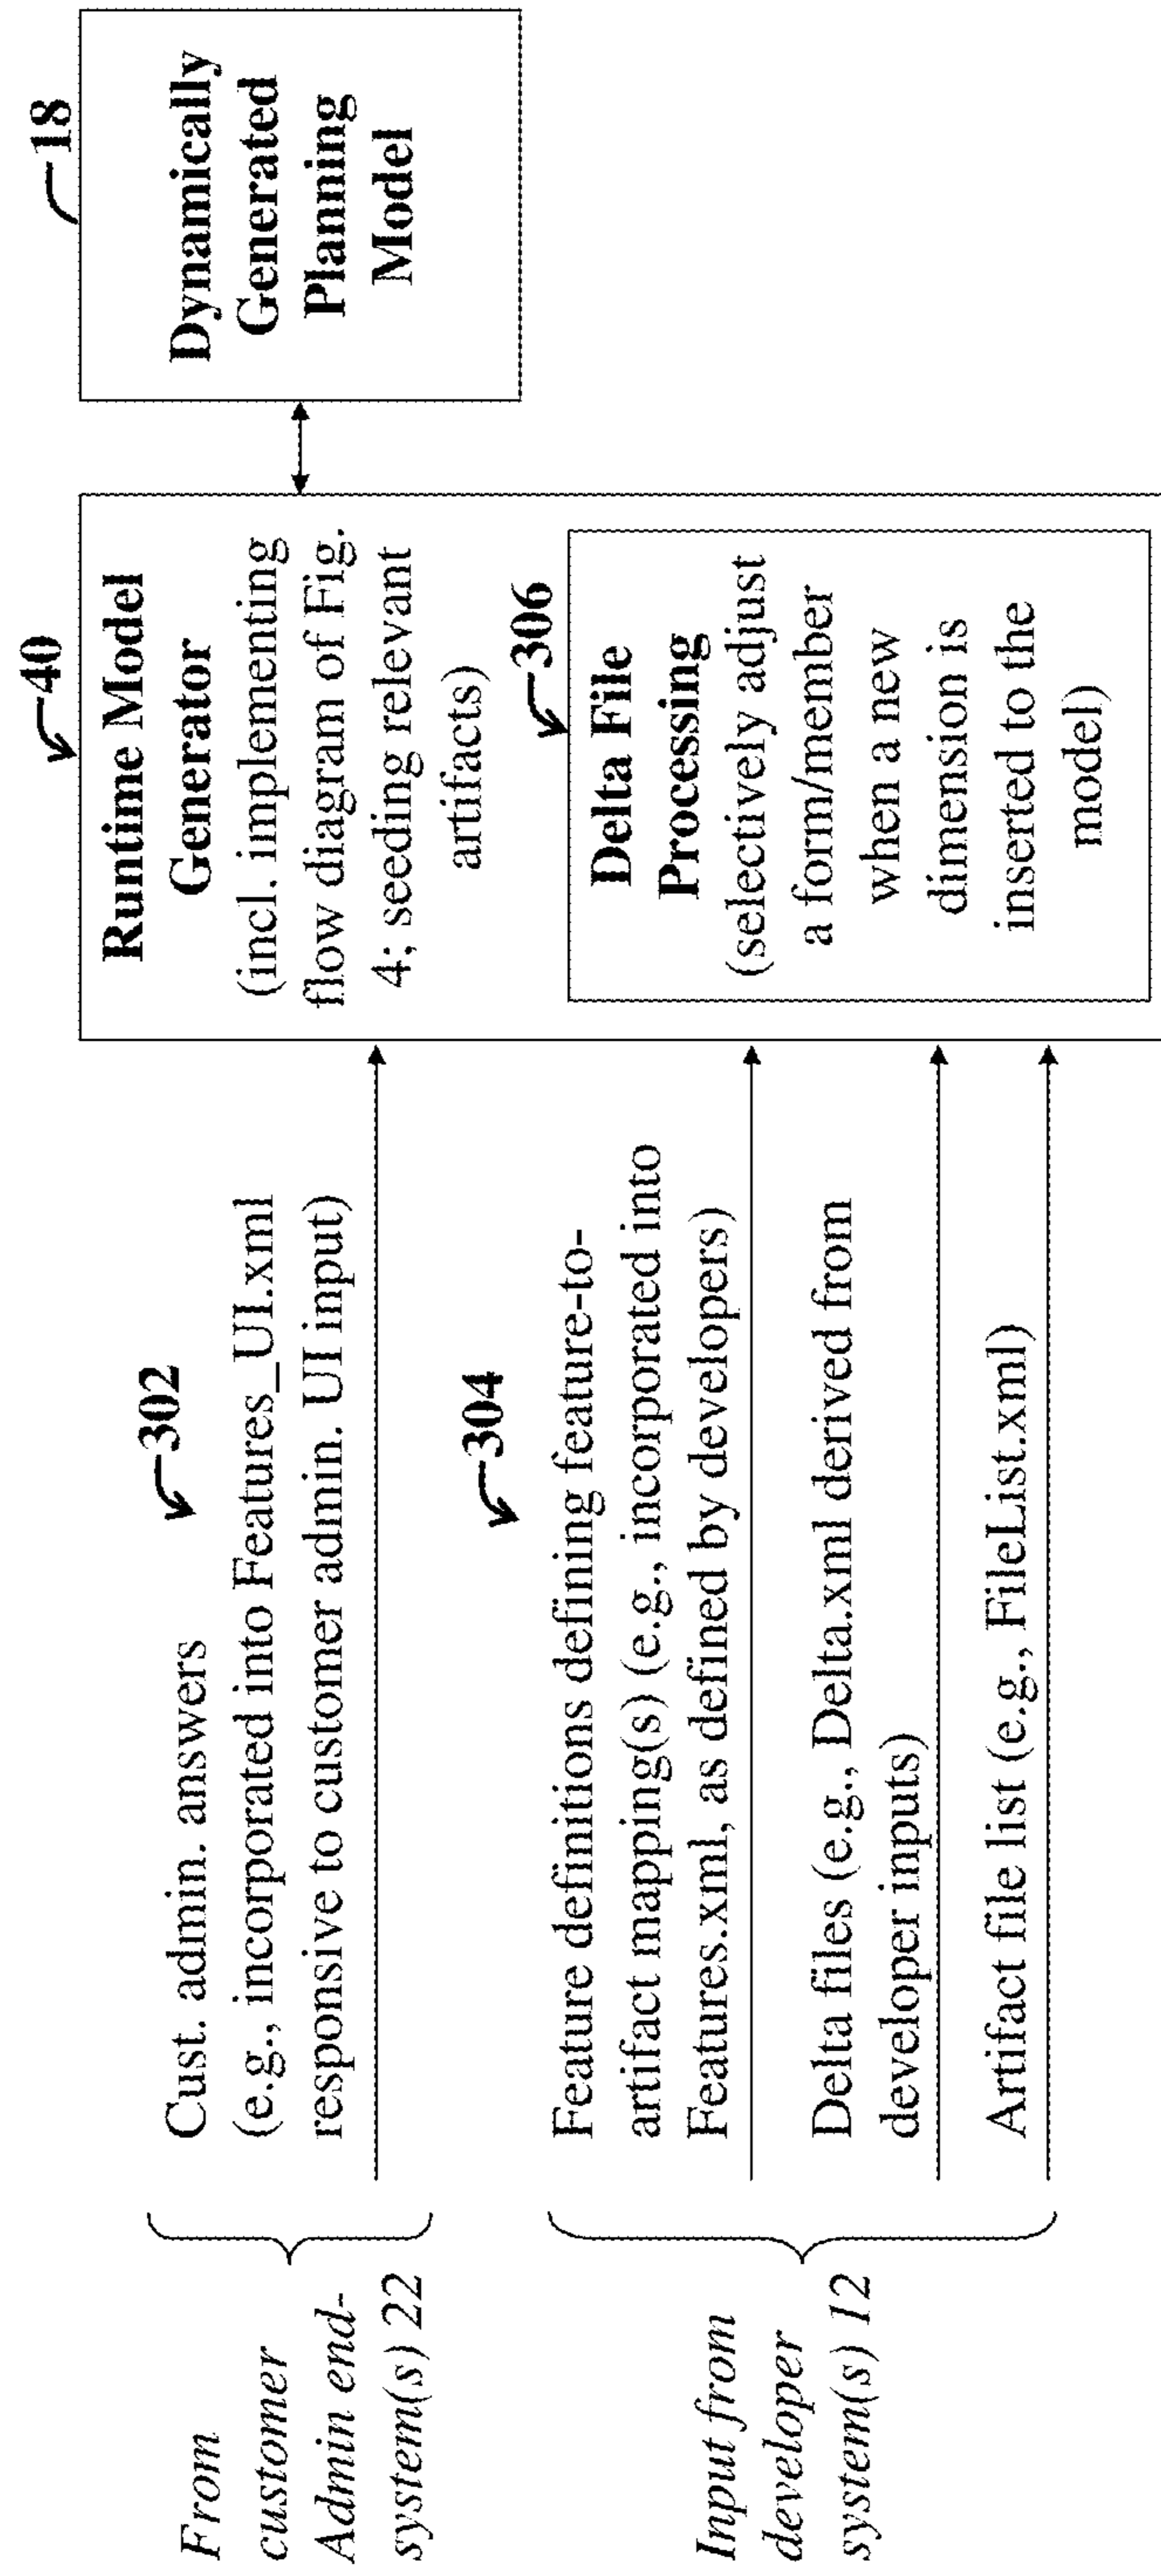 From
customer
Admin end-
system(s) 22
302
Cust. admin. answers
(e.g., incorporated into Features_UI.xml
responsive to customer admin. UI input)
Input from
developer
system(s) 12
304
Feature definitions defining feature-to-
artifact mapping(s) (e.g., incorporated into
Features.xml, as defined by developers)
Delta files (e.g., Delta.xml derived from
developer inputs)
Artifact file list (e.g., FileList.xml)
40
Runtime Model
Generator
(incl. implementing
flow diagram of Fig.
4; seeding relevant
artifacts)
306
Delta File
Processing
(selectively adjust
a form/member
when a new
dimension is
inserted to the
model)
18
Dynamically
Generated
Planning
Model